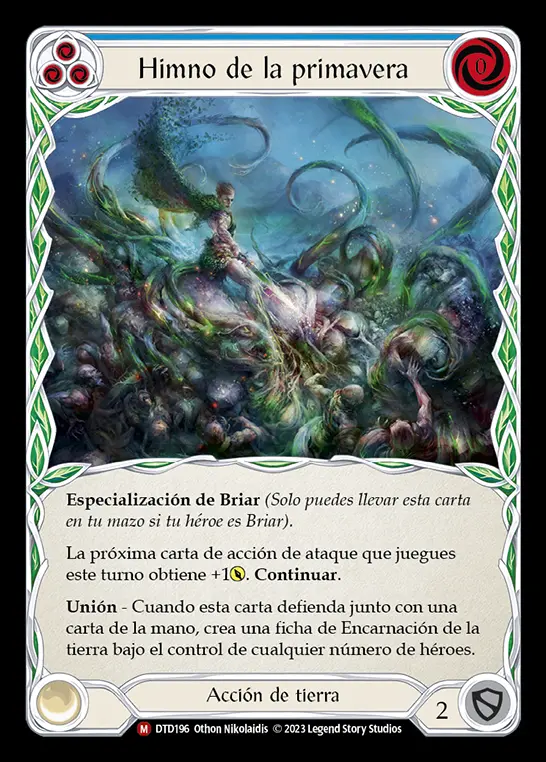 Himno de la primavera
0
Especialización de Briar (Solo puedes llevar esta carta
en tu mazo si tu héroe es Briar).
La próxima carta de acción de ataque que juegues
este turno obtiene +1. Continuar.
Unión - Cuando esta carta defienda junto con una
carta de la mano, crea una ficha de Encarnación de la
tierra bajo el control de cualquier número de héroes.
Acción de tierra
2
M DTD196 Othon Nikolaidis © 2023 Legend Story Studios